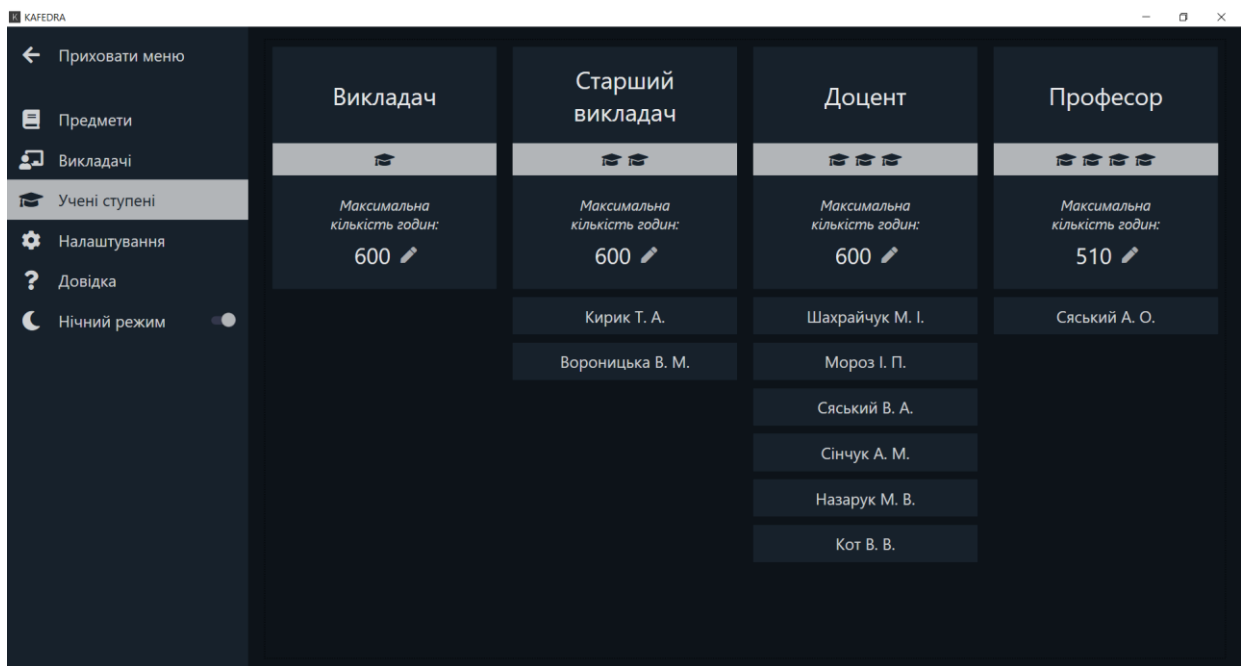 KAFEDRA
Приховати меню
Предмети
Викладачі
Учені ступені
Налаштування
Довідка
Нічний режим
Викладач
Максимальна
кількість годин:
600
Старший
викладач
Максимальна
кількість годин:
600
Кирик Т. А.
Вороницька В. М.
Доцент
Максимальна
кількість годин:
600
Шахрайчук М. І.
Мороз І. П.
Сяський В. А.
Сінчук А. М.
Назарук М. В.
Кот В. В.
Професор
Максимальна
кількість годин:
510
Сяський А. О.